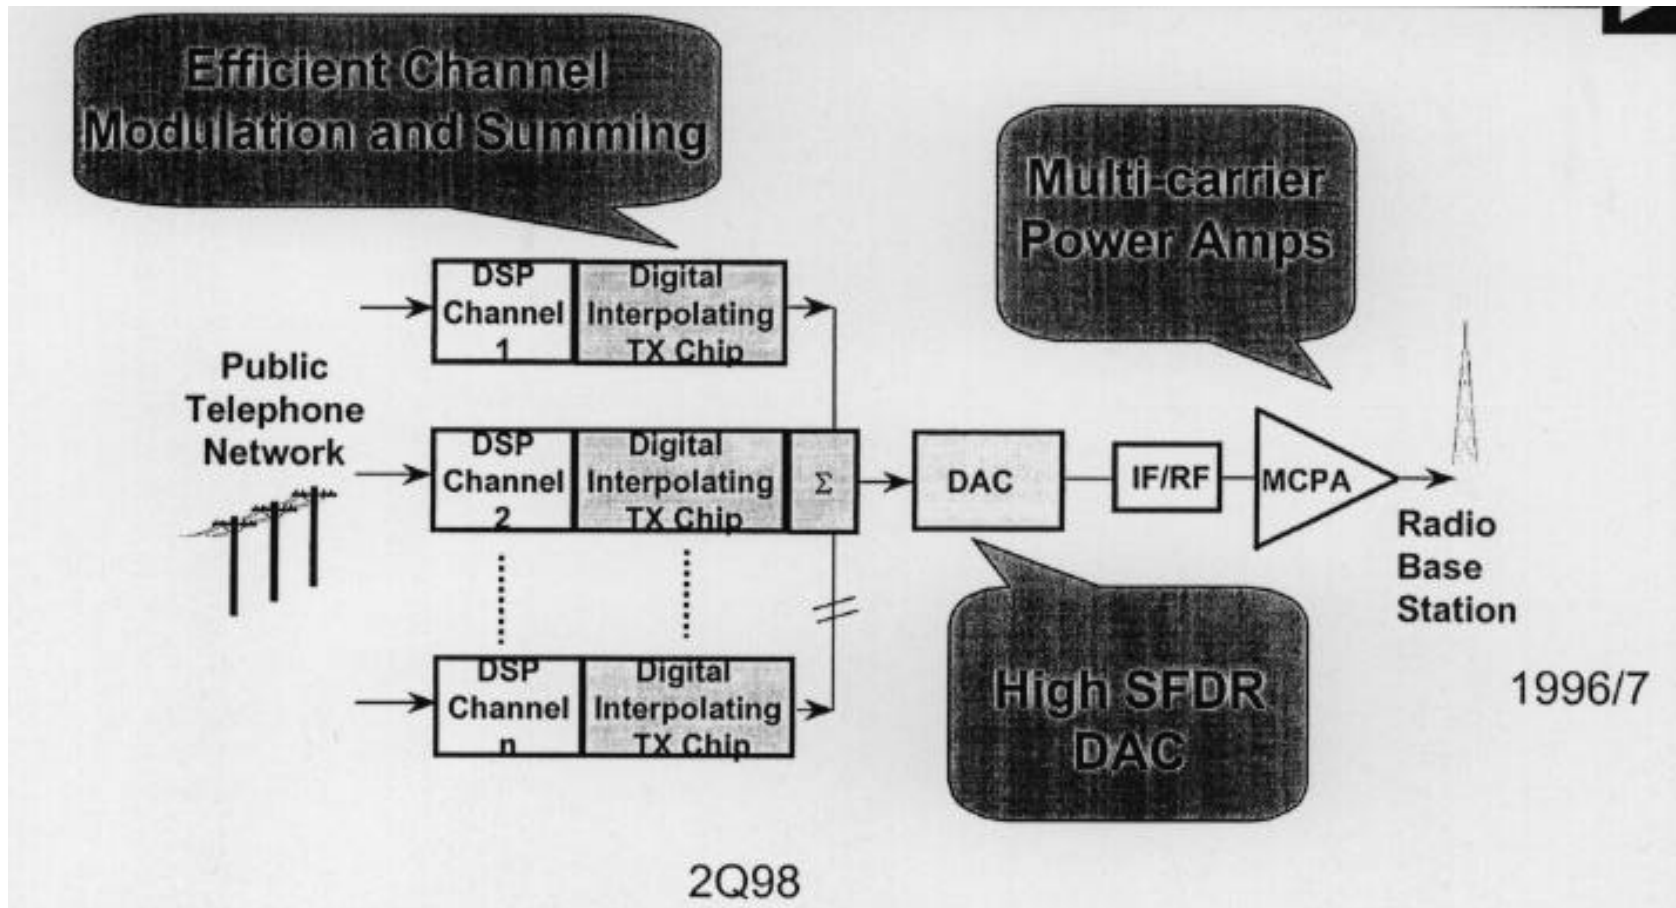 Efficient Channel
Modulation and Summing
Multi-carrier
Power Amps
DSP
Channel
1
Digital
Interpolating
TX Chip
Public
Telephone
Network
DSP
Channel
2
Digital
Interpolating
TX Chip
Σ
DAC
IF/RF
MCPA
Radio
Base
Station
DSP
Channel
n
Digital
Interpolating
TX Chip
High SFDR
DAC
1996/7
2Q98